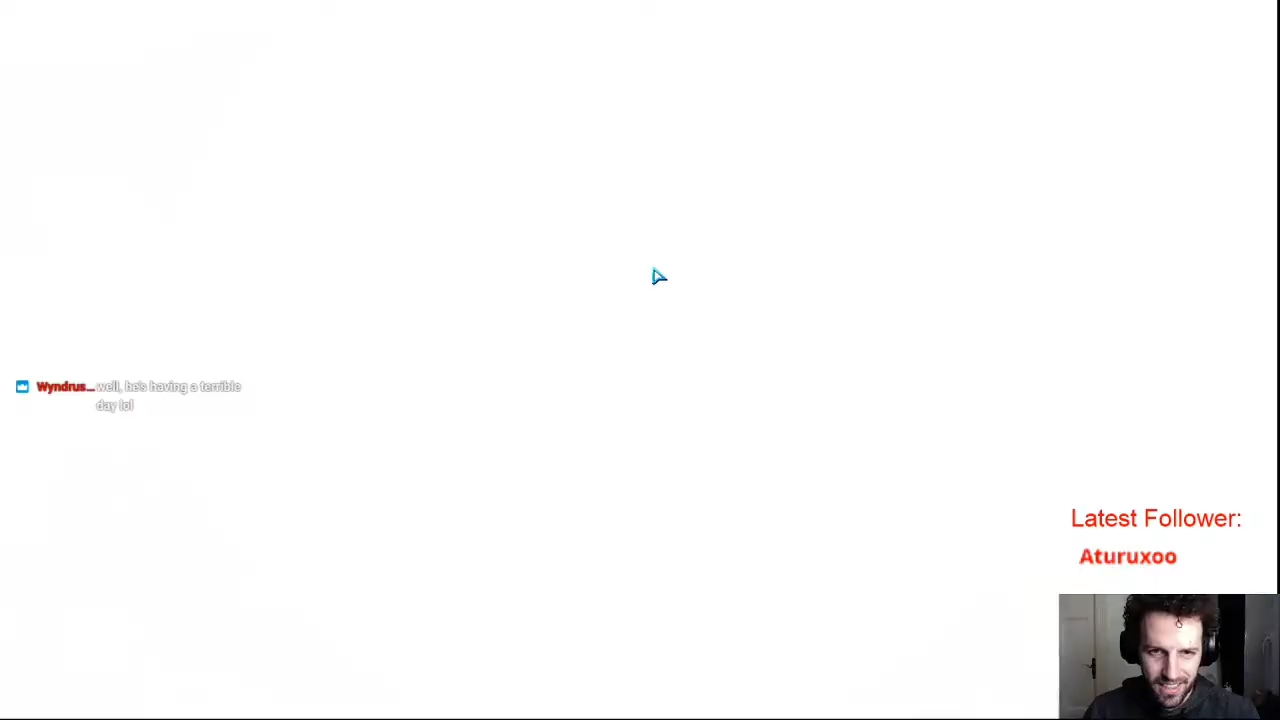 Wyndrus... well, he's having a terrible
day lol
Latest Follower:
Aturuxoo